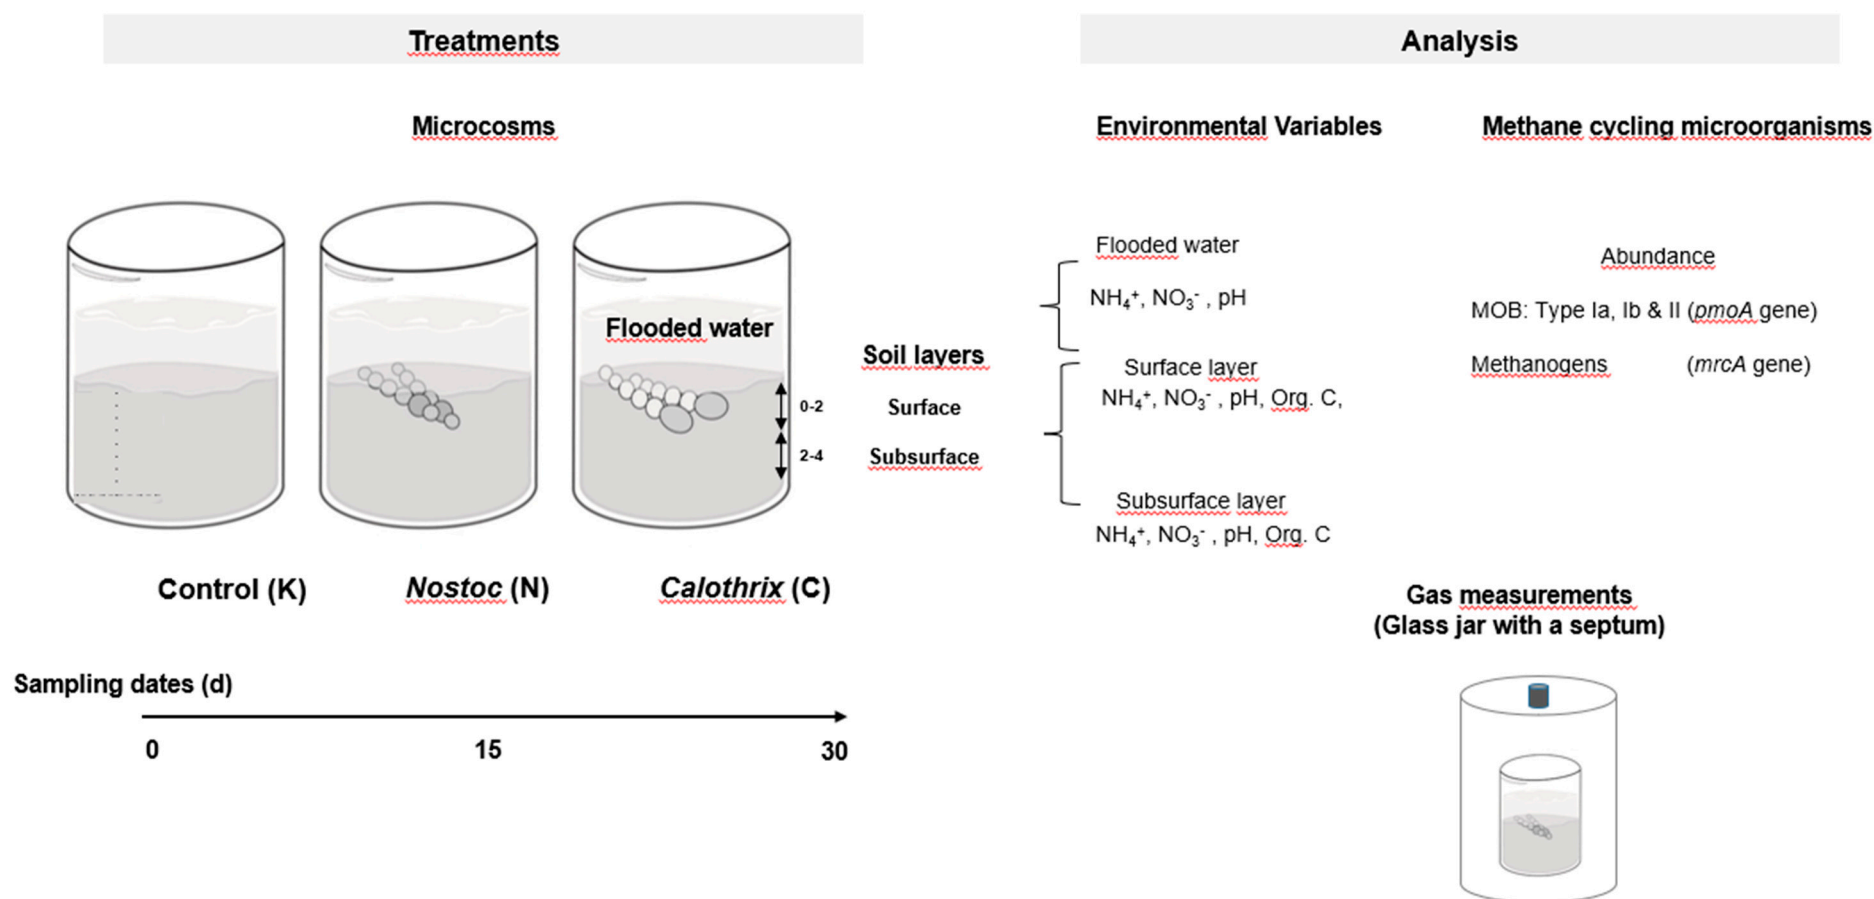 Treatments
Microcosms
Flooded water
Soil layers
0-2
Surface
2-4
Subsurface
Control (K)
Nostoc (N)
Calothrix (C)
Sampling dates (d)
0
15
30
Analysis
Environmental Variables
Flooded water
NH₄⁺, NO₃⁻ , pH
Surface layer
NH₄⁺, NO₃⁻ , pH, Org. C,
Subsurface layer
NH₄⁺, NO₃⁻ , pH, Org. C
Methane cycling microorganisms
Abundance
MOB: Type Ia, Ib & II (pmoA gene)
Methanogens (mrcA gene)
Gas measurements
(Glass jar with a septum)